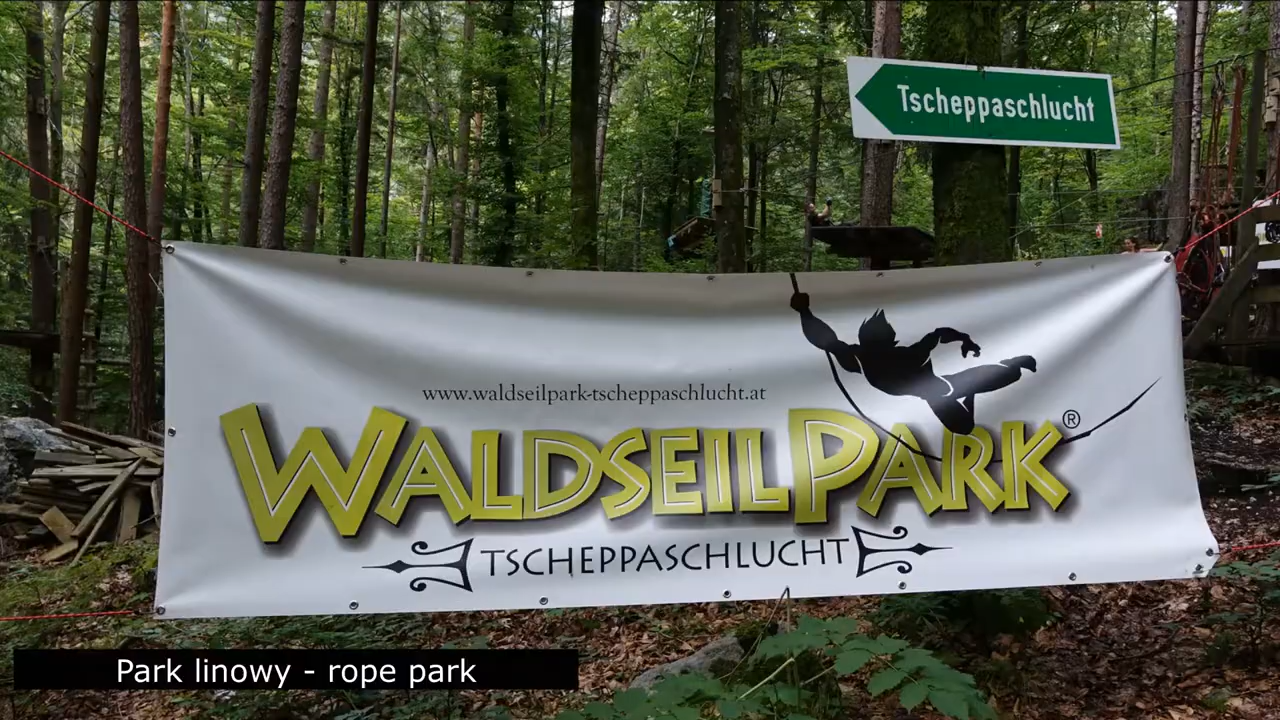 Tscheppaschlucht
www.waldseilpark-tscheppaschlucht.at
WALDSEILPARK®
TSCHEPPASCHLUCHT
Park linowy - rope park